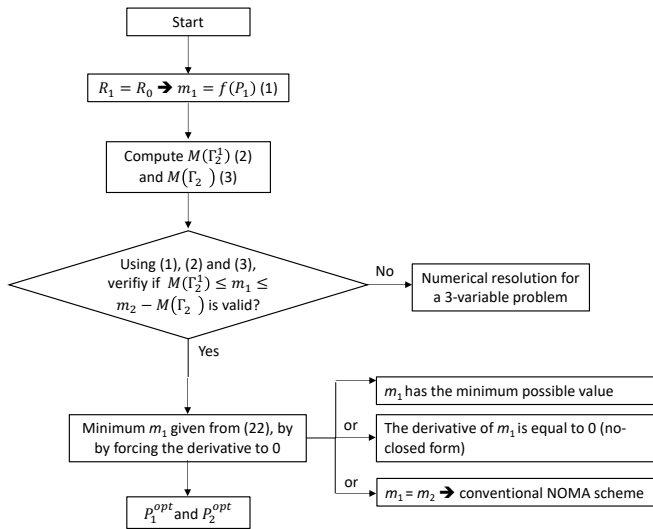 Start
R₁ = R₀ ➔ m₁ = f(P₁) (1)
Compute M(Γ₂¹) (2)
and M(Γ₂ ) (3)
Using (1), (2) and (3),
verifiy if M(Γ₂¹) ≤ m₁ ≤
m₂ − M(Γ₂ ) is valid?
No
Numerical resolution for
a 3-variable problem
Yes
Minimum m₁ given from (22), by
by forcing the derivative to 0
m₁ has the minimum possible value
or
The derivative of m₁ is equal to 0 (no-
closed form)
or
m₁ = m₂ ➔ conventional NOMA scheme
P₁ᵒᵖᵗ and P₂ᵒᵖᵗ